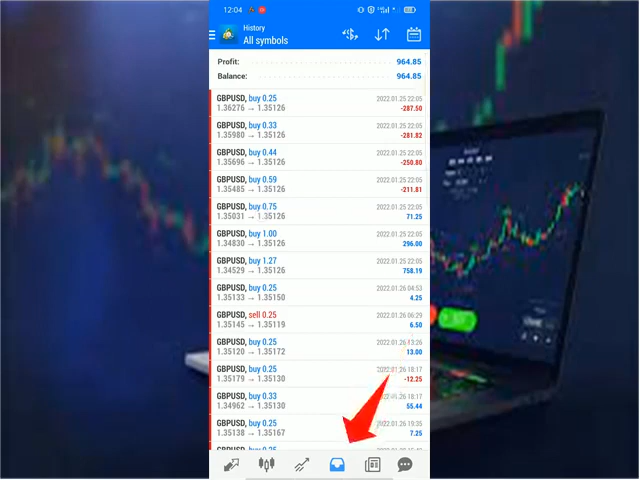 12:04
History
All symbols
Profit: 964.85
Balance: 964.85
GBPUSD, buy 0.25 2022.01.25 22:05
1.36276 → 1.35126 -287.50
GBPUSD, buy 0.33 2022.01.25 22:05
1.35980 → 1.35126 -281.82
GBPUSD, buy 0.44 2022.01.25 22:05
1.35696 → 1.35126 -250.80
GBPUSD, buy 0.59 2022.01.25 22:05
1.35485 → 1.35126 -211.81
GBPUSD, buy 0.75 2022.01.25 22:05
1.35031 → 1.35126 71.25
GBPUSD, buy 1.00 2022.01.25 22:05
1.34830 → 1.35126 296.00
GBPUSD, buy 1.27 2022.01.25 22:05
1.34529 → 1.35126 758.19
GBPUSD, buy 0.25 2022.01.26 04:53
1.35133 → 1.35150 4.25
GBPUSD, sell 0.25 2022.01.26 06:29
1.35145 → 1.35119 6.50
GBPUSD, buy 0.25 2022.01.26 13:26
1.35120 → 1.35172 13.00
GBPUSD, buy 0.25 2022.01.26 18:17
1.35179 → 1.35130 -12.25
GBPUSD, buy 0.33 2022.01.26 18:17
1.34962 → 1.35130 55.44
GBPUSD, buy 0.25 2022.01.26 19:35
1.35138 → 1.35167 7.25